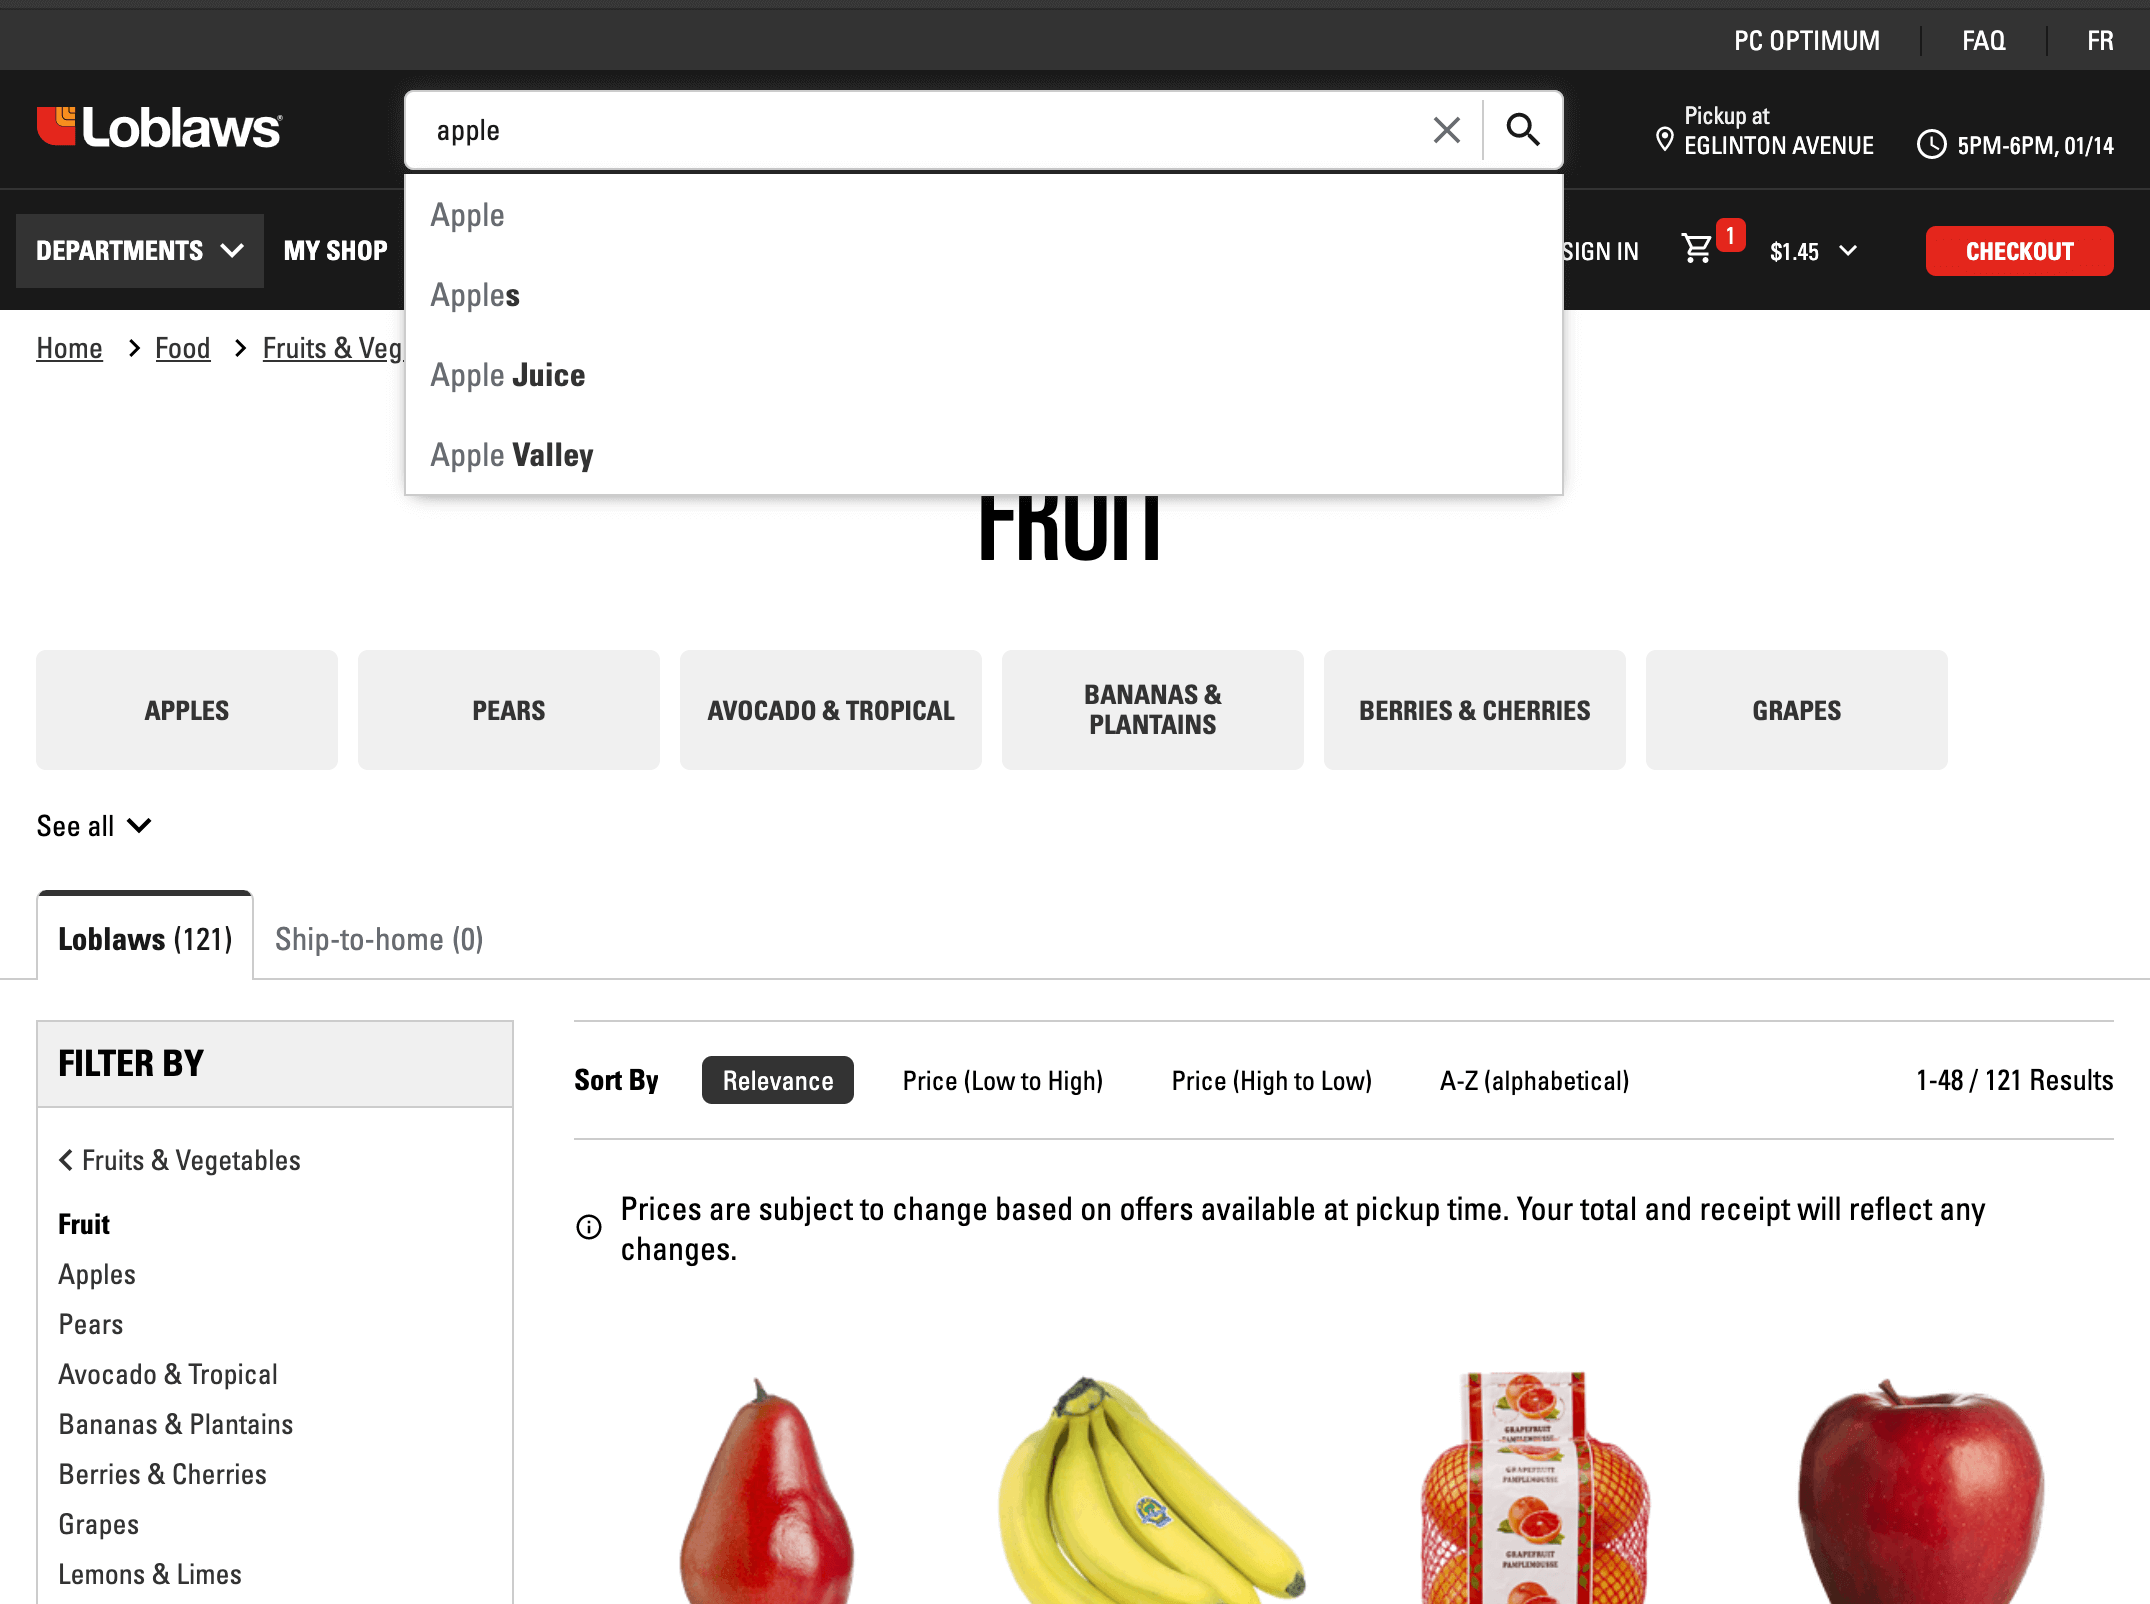 PC OPTIMUM
FAQ
FR
Loblaws
apple
Pickup at
EGLINTON AVENUE
5PM-6PM, 01/14
DEPARTMENTS
MY SHOP
Apple
Apples
Apple Juice
Apple Valley
SIGN IN
1
$1.45
CHECKOUT
Home
Food
Fruits & Veg
FRUIT
APPLES
PEARS
AVOCADO & TROPICAL
BANANAS &
PLANTAINS
BERRIES & CHERRIES
GRAPES
See all
Loblaws (121)
Ship-to-home (0)
FILTER BY
Fruits & Vegetables
Fruit
Apples
Pears
Avocado & Tropical
Bananas & Plantains
Berries & Cherries
Grapes
Lemons & Limes
Sort By
Relevance
Price (Low to High)
Price (High to Low)
A-Z (alphabetical)
1-48 / 121 Results
Prices are subject to change based on offers available at pickup time. Your total and receipt will reflect any
changes.
GRAPEFRUIT
PAMPLEMOUSSE
GRAPEFRUIT
PAMPLEMOUSSE
GRAPEFRUIT
PAMPLEMOUSSE